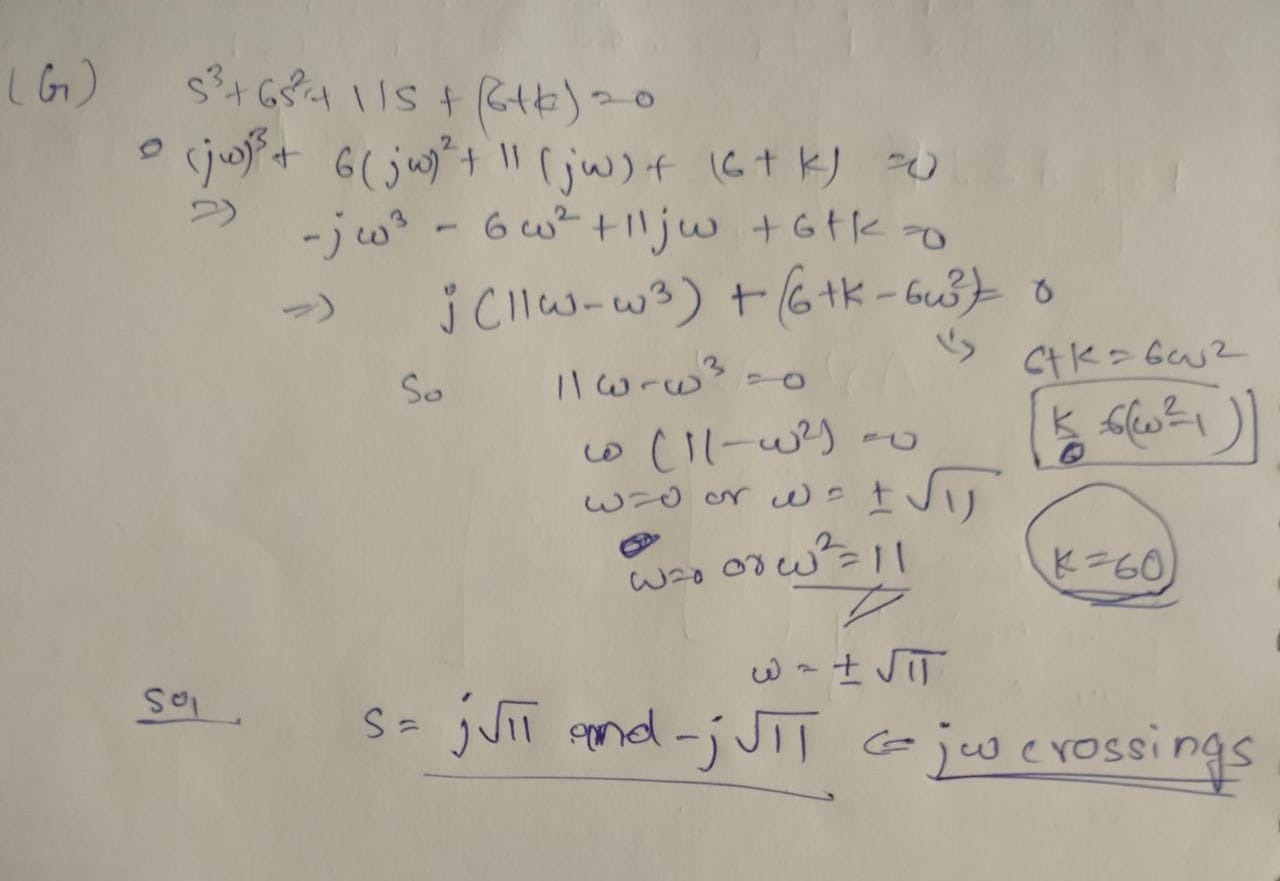 (G) s³ + 6s² + 11s + (6+k) = 0
(jω)³ + 6(jω)² + 11(jω) + (6+k) = 0
⇒ -jω³ - 6ω² + 11jω + 6+k = 0
⇒ j(11ω-ω³) + (6+k-6ω²) = 0
↳ 6+k = 6ω²
So 11ω-ω³ = 0
k = 6(ω²-1)
ω(11-ω²) = 0
ω=0 or ω = ±√11
ω=0 or ω² = 11
k=60
ω = ±√11
so, s = j√11 and -j√11 ⇐ jω crossings